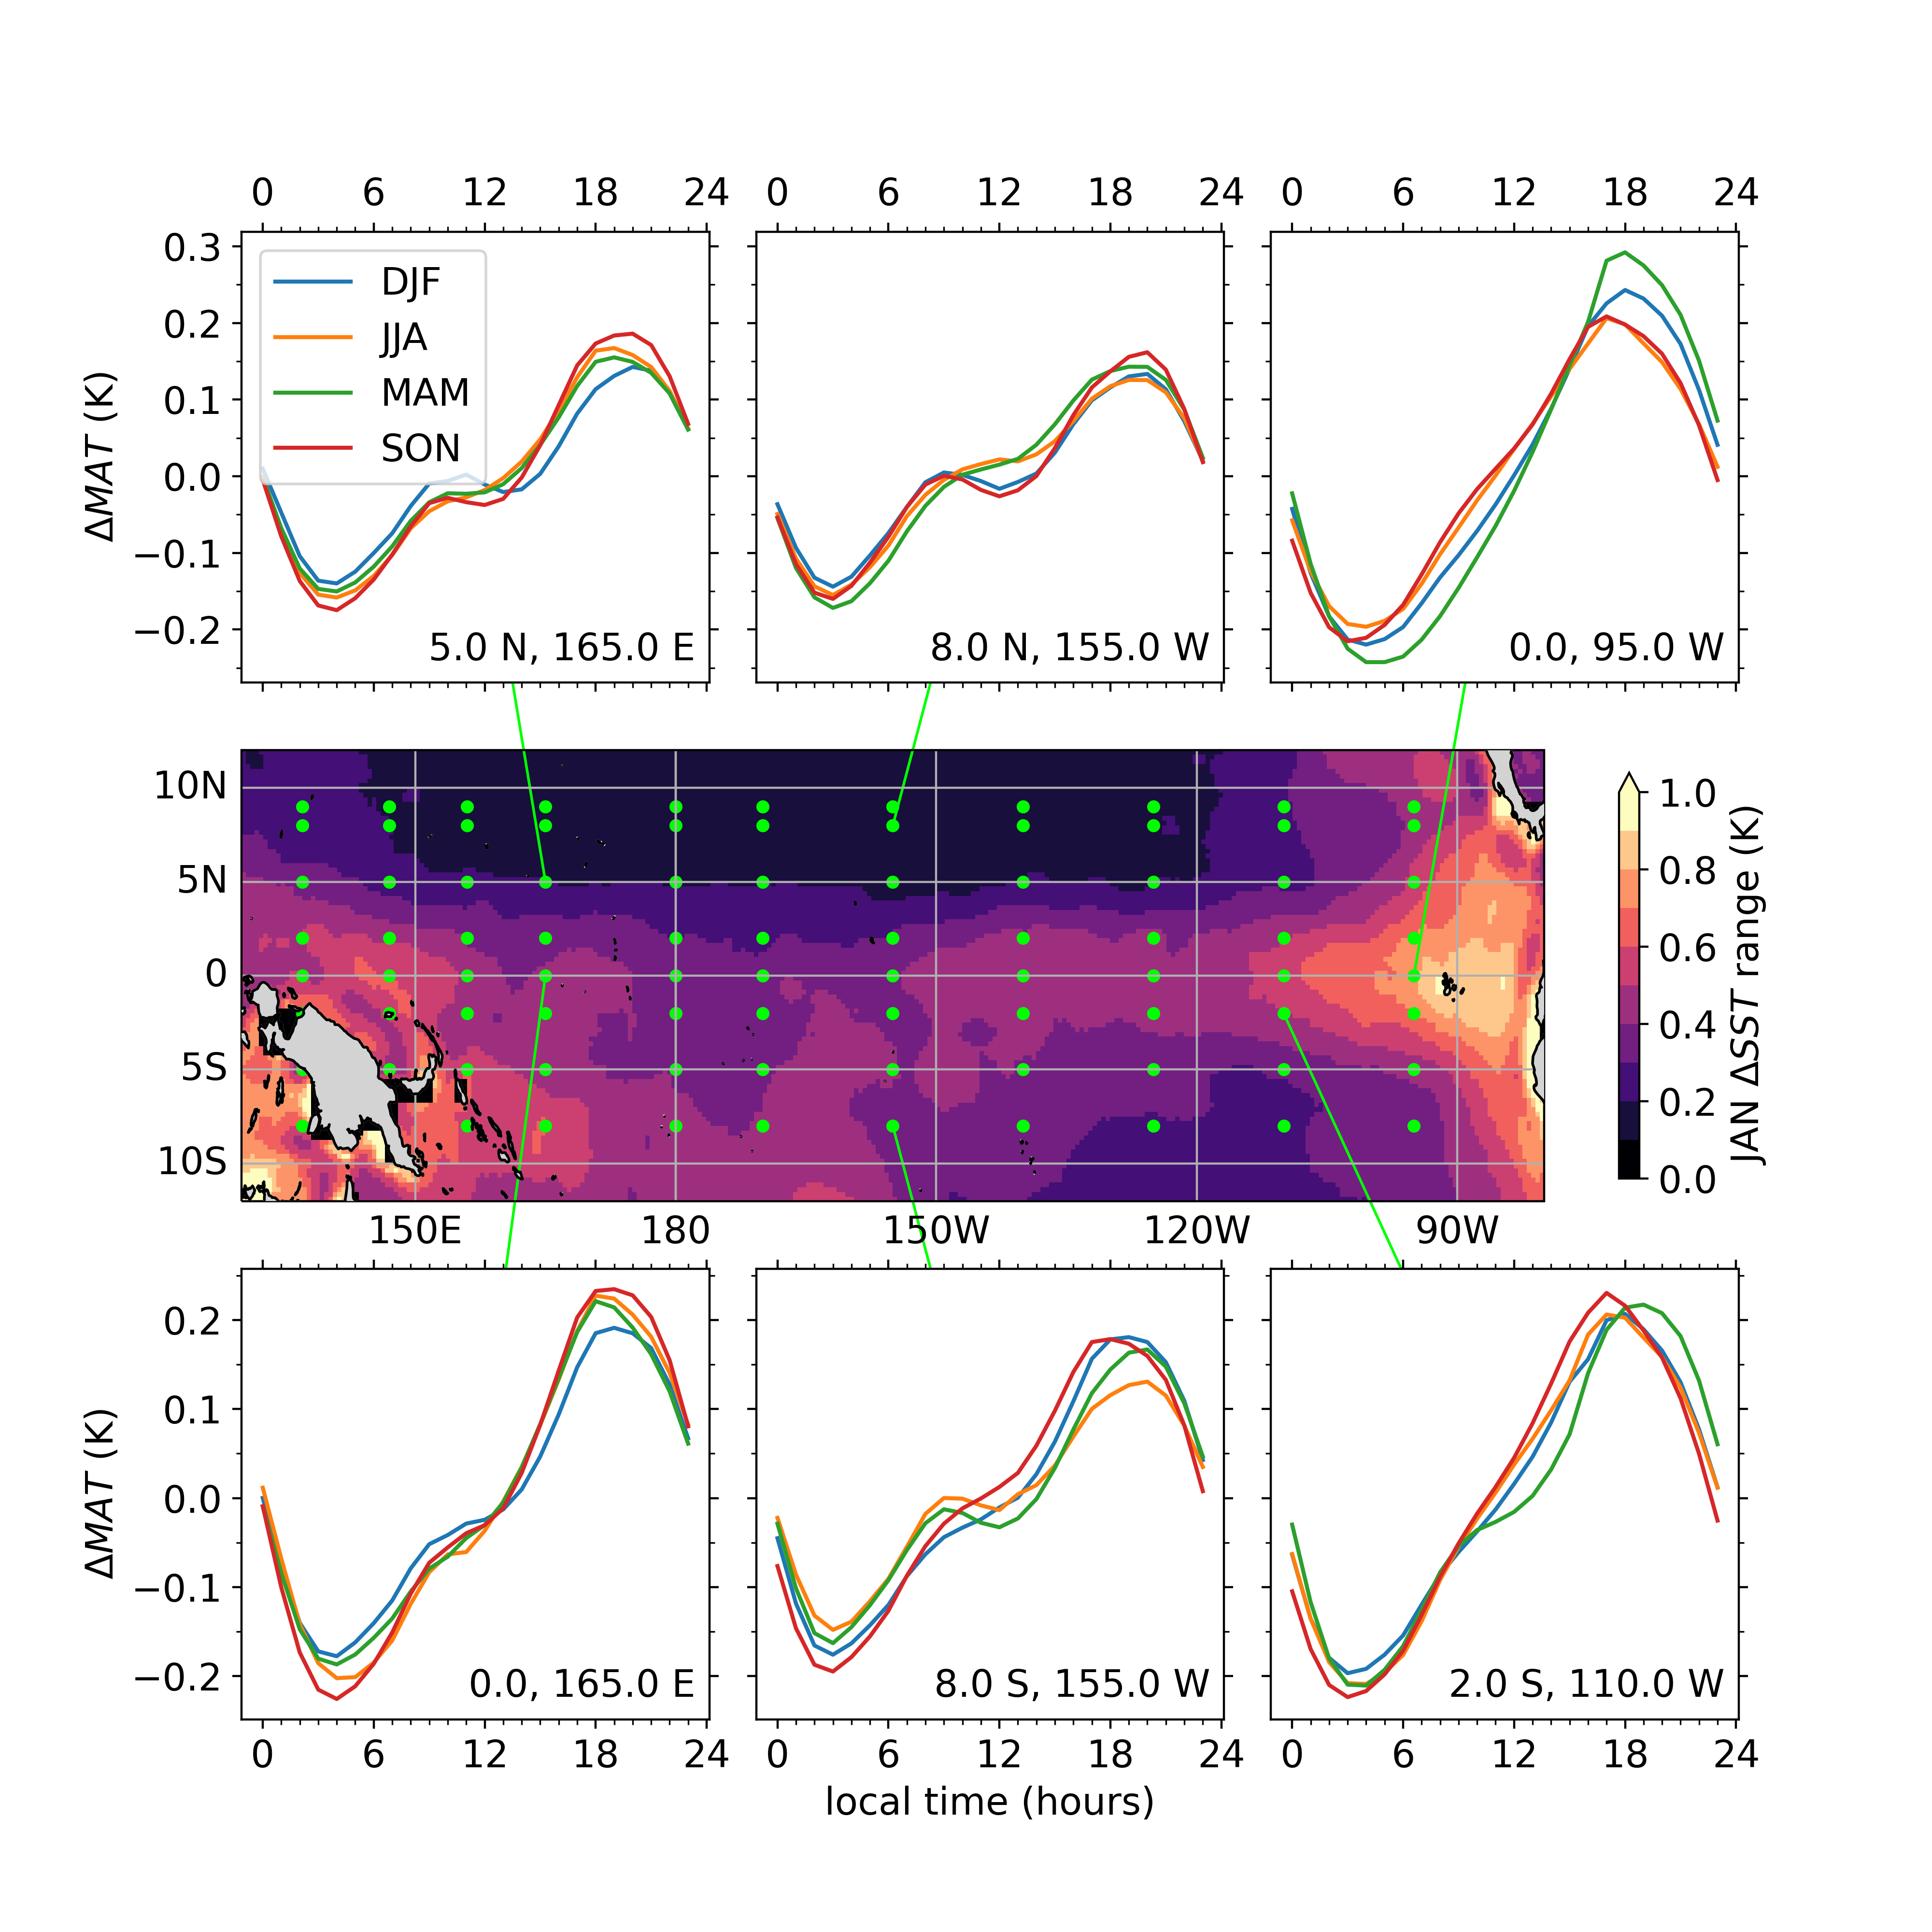 0 6 12 18 24 0 6 12 18 24 0 6 12 18 24
0.3
0.2
0.1
0.0
−0.1
−0.2
ΔMAT (K)
DJF
JJA
MAM
SON
5.0 N, 165.0 E
8.0 N, 155.0 W
0.0, 95.0 W
10N
5N
0
5S
10S
150E 180 150W 120W 90W
1.0
0.8
0.6
0.4
0.2
0.0
JAN ΔSST range (K)
0.2
0.1
0.0
−0.1
−0.2
ΔMAT (K)
0.0, 165.0 E
8.0 S, 155.0 W
2.0 S, 110.0 W
0 6 12 18 24 0 6 12 18 24 0 6 12 18 24
local time (hours)